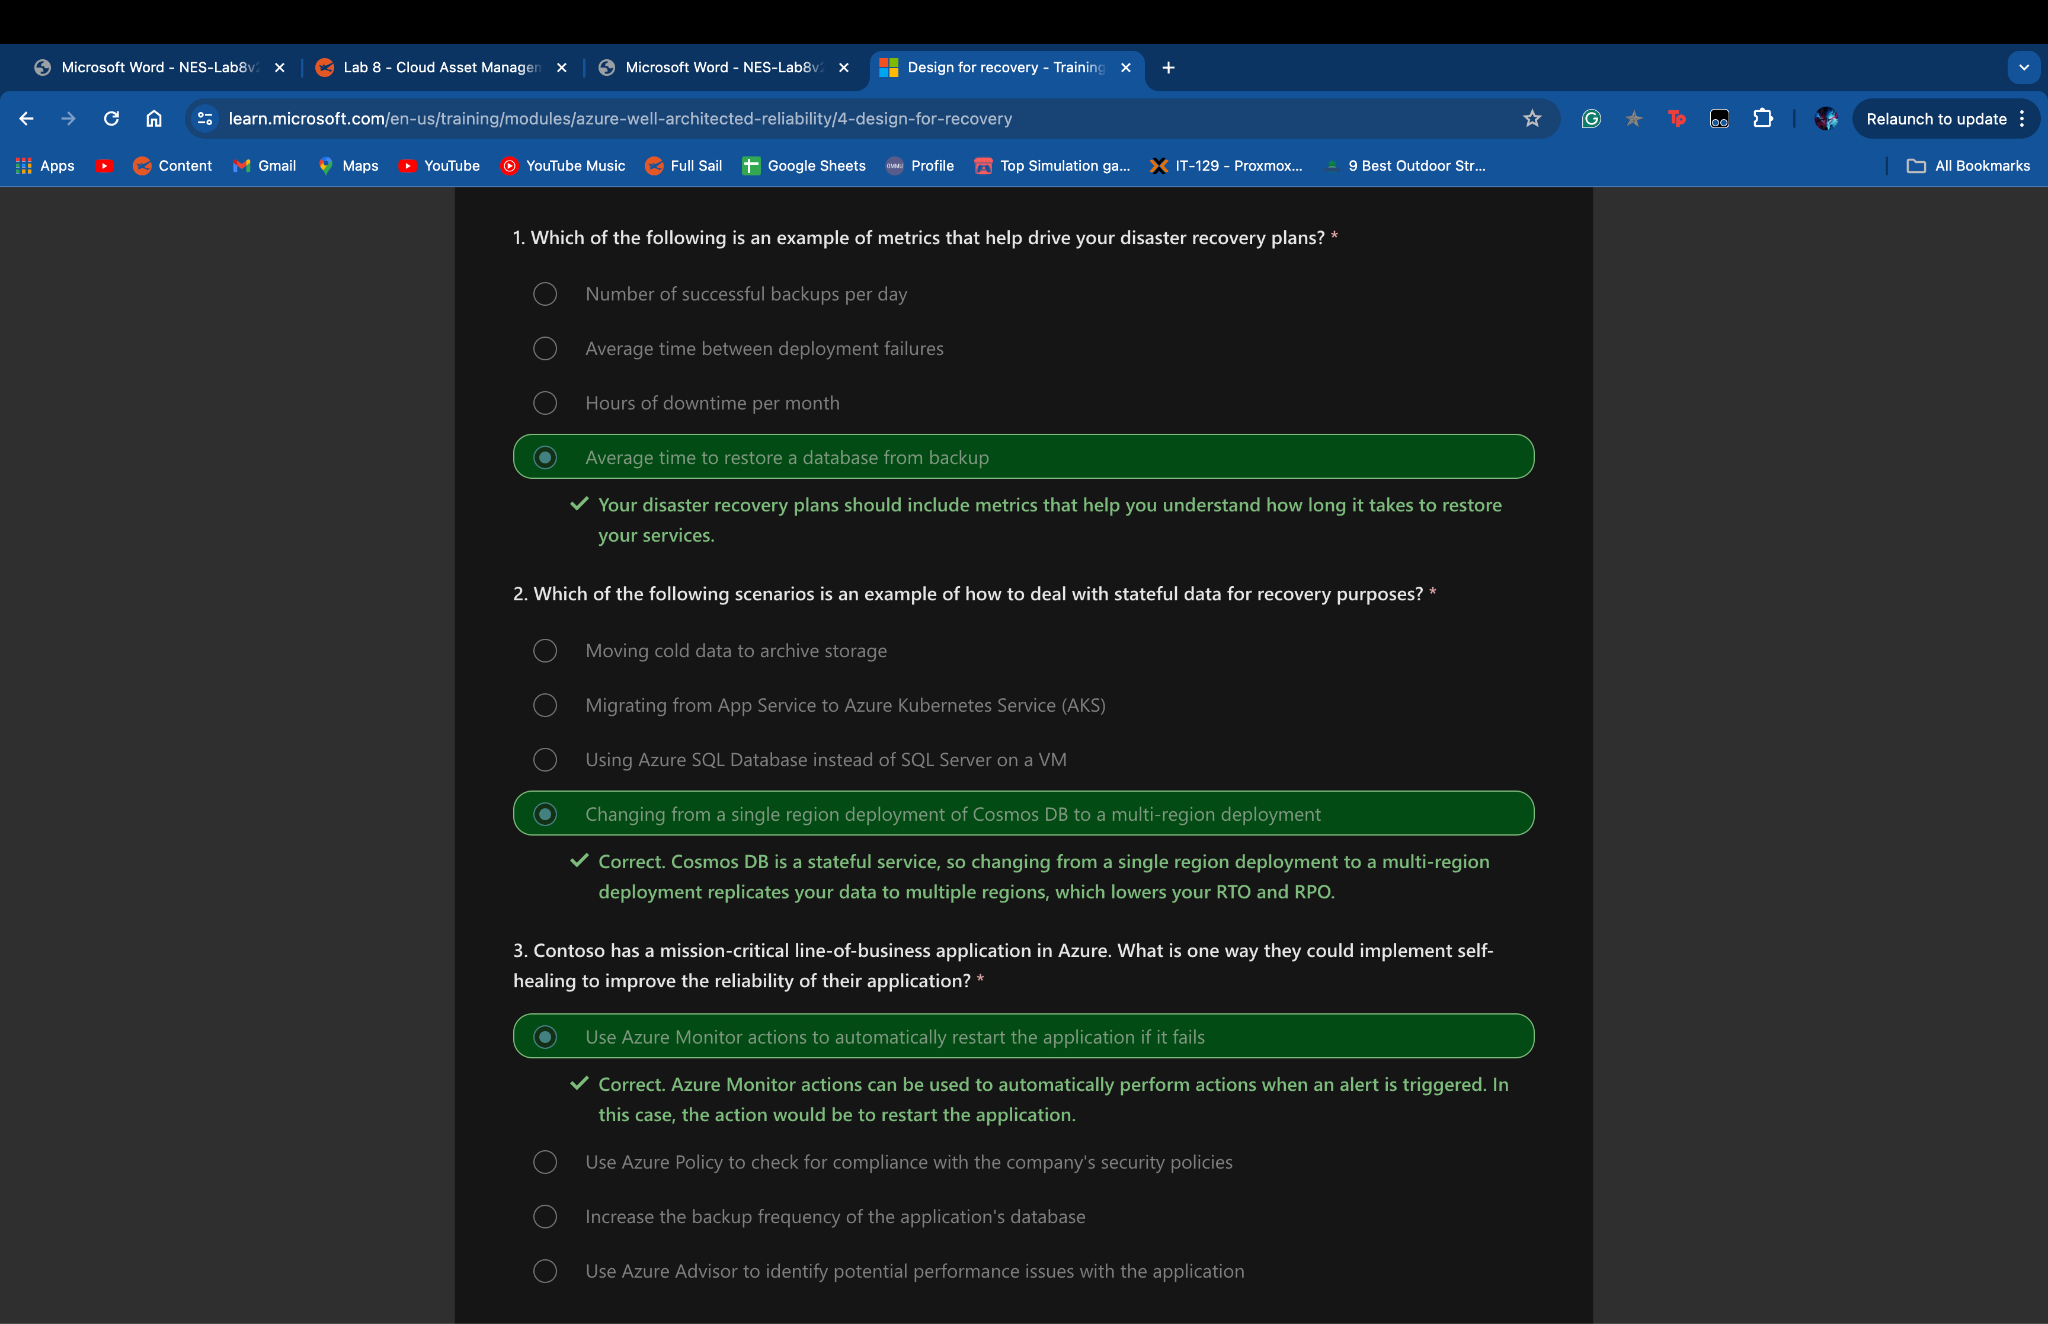 Microsoft Word - NES-Lab8v
Lab 8 - Cloud Asset Manage
Microsoft Word - NES-Lab8v
Design for recovery - Training
learn.microsoft.com/en-us/training/modules/azure-well-architected-reliability/4-design-for-recovery
Relaunch to update
Apps
Content
Gmail
Maps
YouTube
YouTube Music
Full Sail
Google Sheets
Profile
Top Simulation ga...
IT-129 - Proxmox...
9 Best Outdoor Str...
All Bookmarks
1. Which of the following is an example of metrics that help drive your disaster recovery plans? *
Number of successful backups per day
Average time between deployment failures
Hours of downtime per month
Average time to restore a database from backup
Your disaster recovery plans should include metrics that help you understand how long it takes to restore
your services.
2. Which of the following scenarios is an example of how to deal with stateful data for recovery purposes? *
Moving cold data to archive storage
Migrating from App Service to Azure Kubernetes Service (AKS)
Using Azure SQL Database instead of SQL Server on a VM
Changing from a single region deployment of Cosmos DB to a multi-region deployment
Correct. Cosmos DB is a stateful service, so changing from a single region deployment to a multi-region
deployment replicates your data to multiple regions, which lowers your RTO and RPO.
3. Contoso has a mission-critical line-of-business application in Azure. What is one way they could implement self-
healing to improve the reliability of their application? *
Use Azure Monitor actions to automatically restart the application if it fails
Correct. Azure Monitor actions can be used to automatically perform actions when an alert is triggered. In
this case, the action would be to restart the application.
Use Azure Policy to check for compliance with the company's security policies
Increase the backup frequency of the application's database
Use Azure Advisor to identify potential performance issues with the application